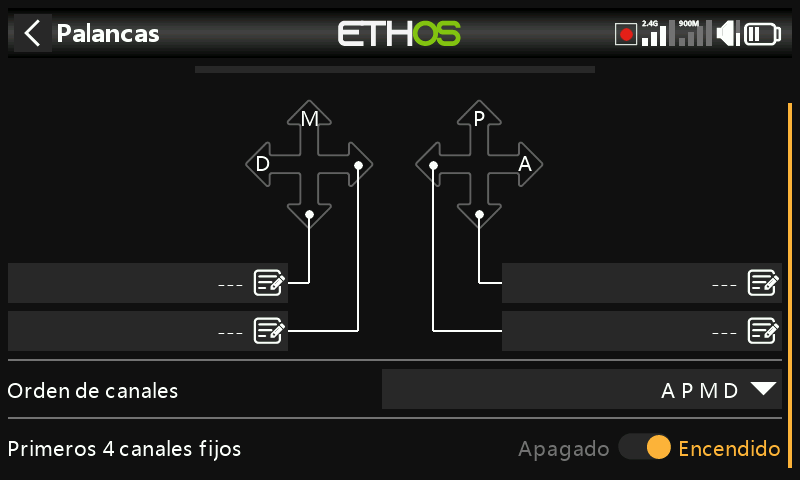 Palancas
ETHOS
2.4G
900M
M
P
D
A
---
---
---
---
Orden de canales
A P M D
Primeros 4 canales fijos
Apagado
Encendido